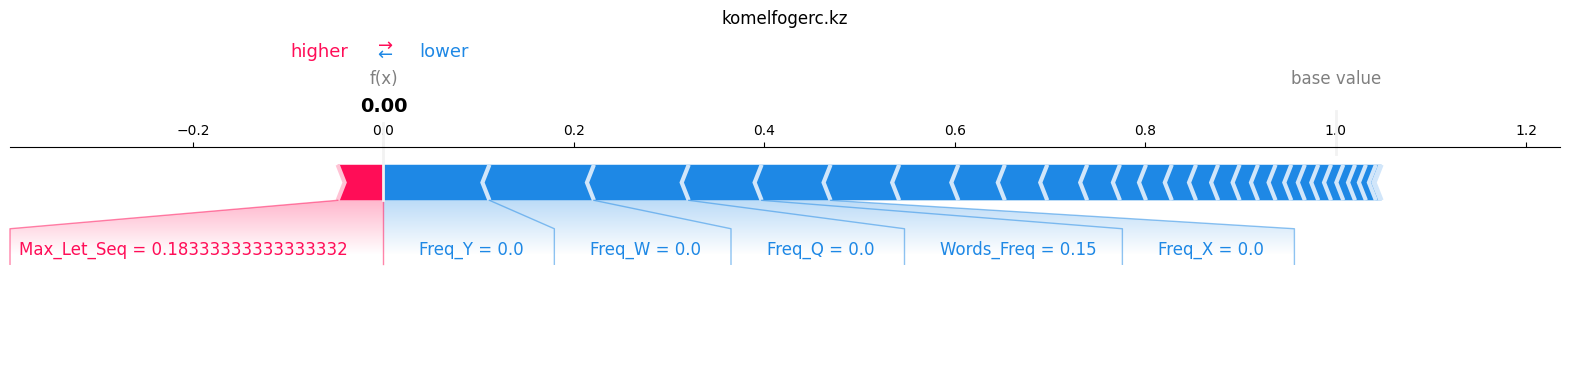 komelfogerc.kz
higher ⇄ lower
f(x) base value
0.00
−0.2 0.0 0.2 0.4 0.6 0.8 1.0 1.2
Max_Let_Seq = 0.18333333333333332 Freq_Y = 0.0 Freq_W = 0.0 Freq_Q = 0.0 Words_Freq = 0.15 Freq_X = 0.0